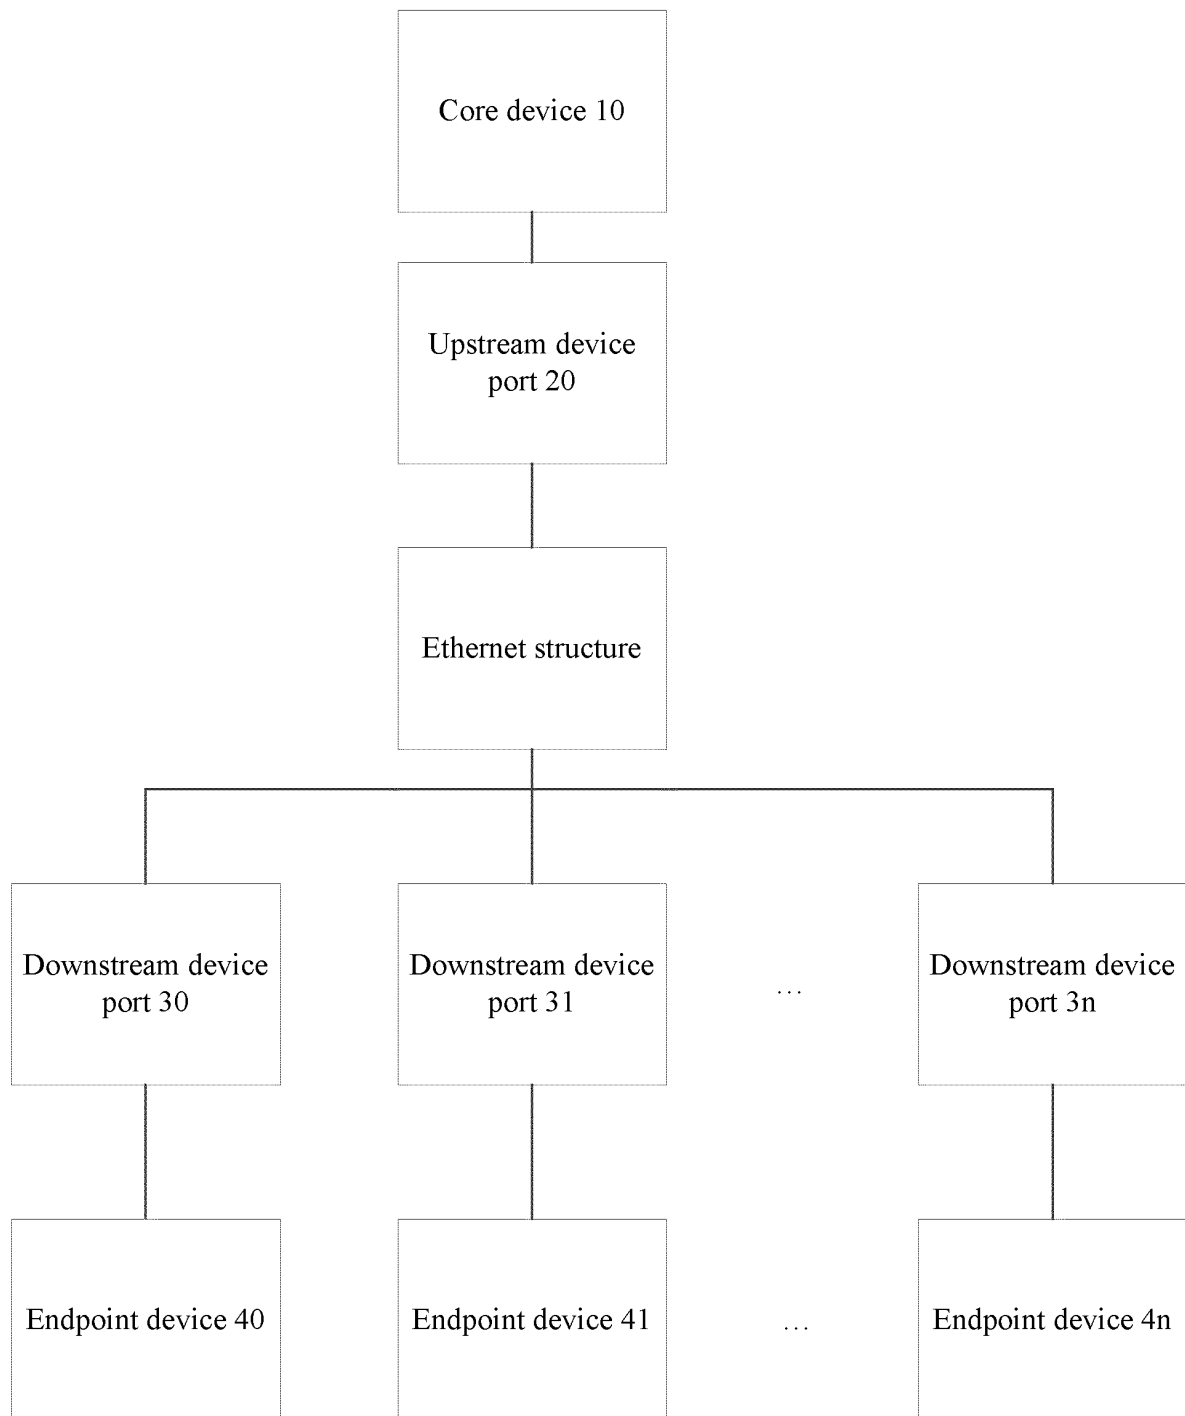 Core device 10
Upstream device
port 20
Ethernet structure
Downstream device
port 30
Downstream device
port 31
...
Downstream device
port 3n
Endpoint device 40
Endpoint device 41
...
Endpoint device 4n